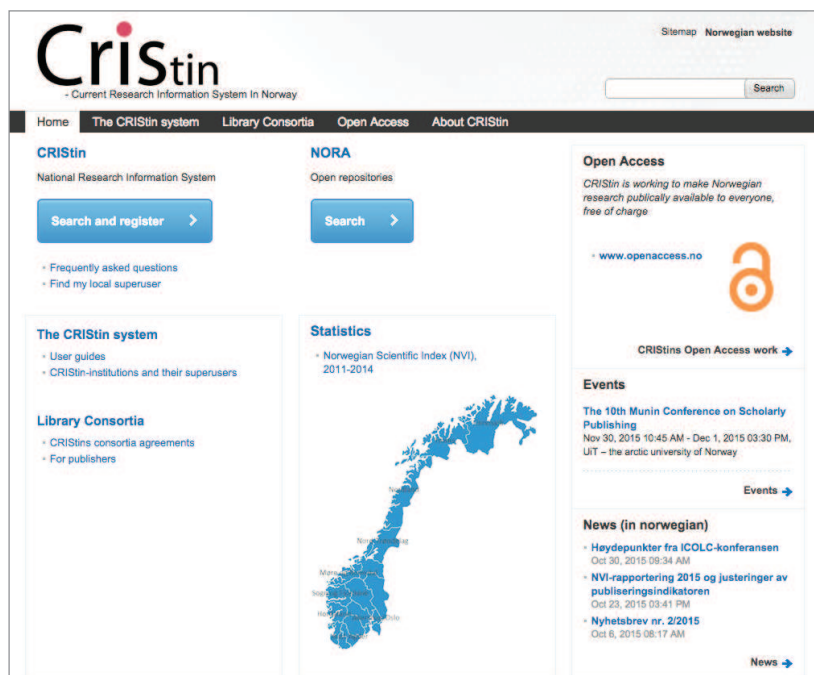 Sitemap Norwegian website
CRIStin
- Current Research Information System In Norway
Search
Home The CRIStin system Library Consortia Open Access About CRIStin
CRIStin
National Research Information System
Search and register
Frequently asked questions
Find my local superuser
NORA
Open repositories
Search
The CRIStin system
User guides
CRIStin-institutions and their superusers
Library Consortia
CRIStins consortia agreements
For publishers
Statistics
Norwegian Scientific Index (NVI),
2011-2014
Open Access
CRIStin is working to make Norwegian
research publically available to everyone,
free of charge
www.openaccess.no
CRIStins Open Access work
Events
The 10th Munin Conference on Scholarly
Publishing
Nov 30, 2015 10:45 AM - Dec 1, 2015 03:30 PM,
UiT – the arctic university of Norway
Events
News (in norwegian)
Høydepunkter fra ICOLC-konferansen
Oct 30, 2015 09:34 AM
NVI-rapportering 2015 og justeringer av
publiseringsindikatoren
Oct 23, 2015 03:41 PM
Nyhetsbrev nr. 2/2015
Oct 6, 2015 08:17 AM
News